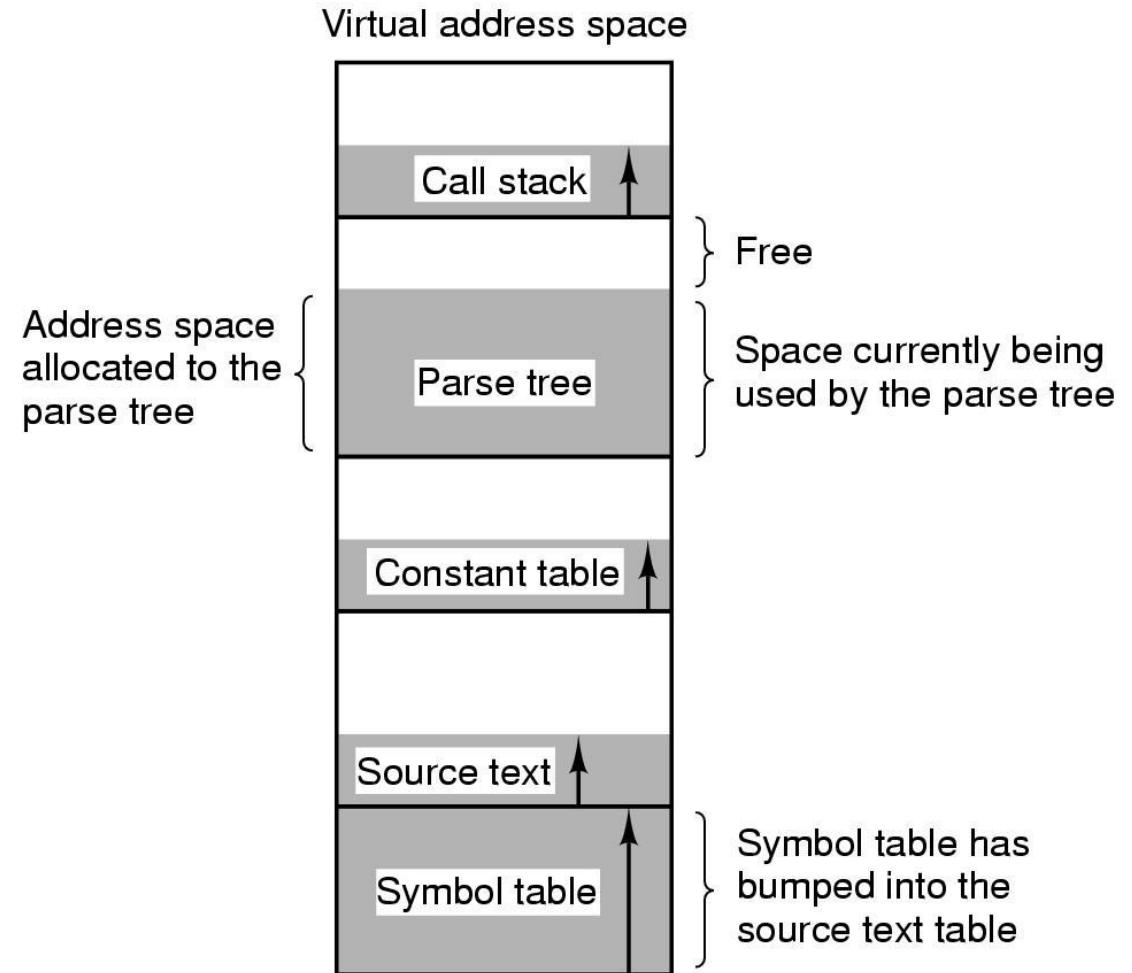 Virtual address space
Call stack
Free
Address space
allocated to the
parse tree
Parse tree
Space currently being
used by the parse tree
Constant table
Source text
Symbol table
Symbol table has
bumped into the
source text table